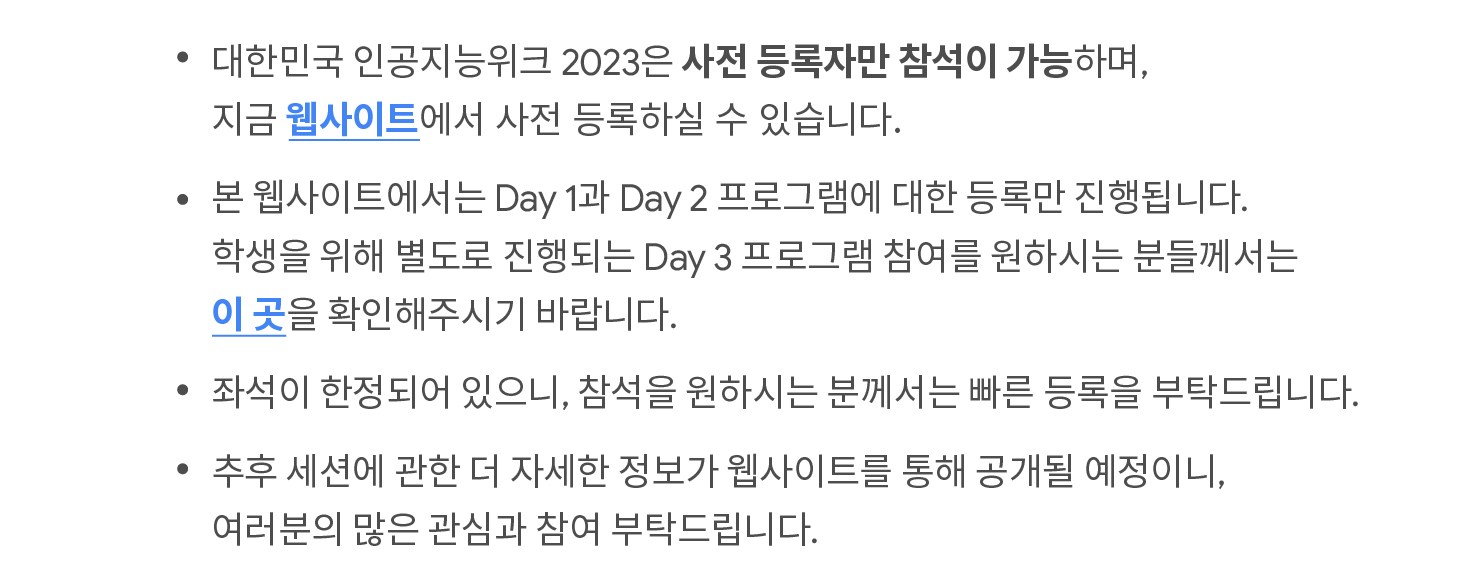 • 대한민국 인공지능위크 2023은 사전 등록자만 참석이 가능하며,
지금 웹사이트에서 사전 등록하실 수 있습니다.
• 본 웹사이트에서는 Day 1과 Day 2 프로그램에 대한 등록만 진행됩니다.
학생을 위해 별도로 진행되는 Day 3 프로그램 참여를 원하시는 분들께서는
이 곳을 확인해주시기 바랍니다.
• 좌석이 한정되어 있으니, 참석을 원하시는 분께서는 빠른 등록을 부탁드립니다.
• 추후 세션에 관한 더 자세한 정보가 웹사이트를 통해 공개될 예정이니,
여러분의 많은 관심과 참여 부탁드립니다.